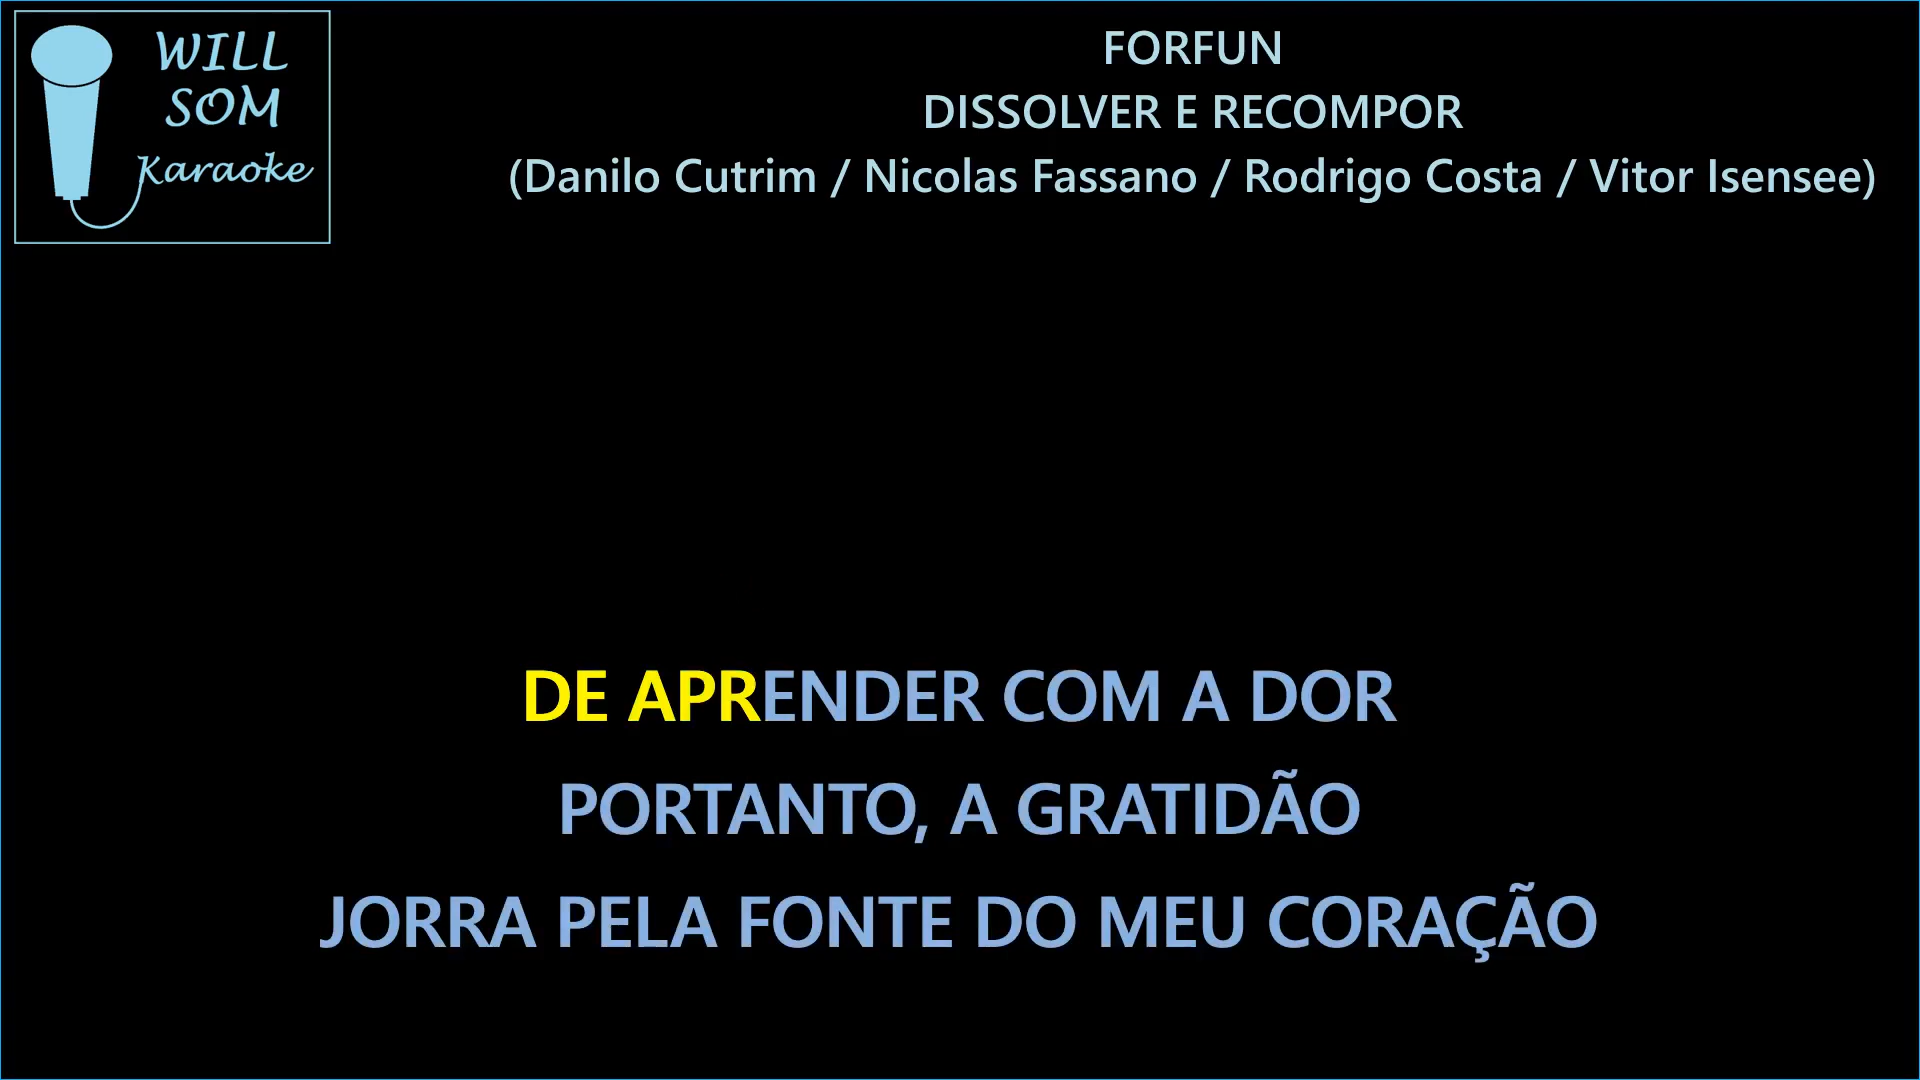 WILL
SOM
Karaoke
FORFUN
DISSOLVER E RECOMPOR
(Danilo Cutrim / Nicolas Fassano / Rodrigo Costa / Vitor Isensee)
DE APRENDER COM A DOR
PORTANTO, A GRATIDÃO
JORRA PELA FONTE DO MEU CORAÇÃO